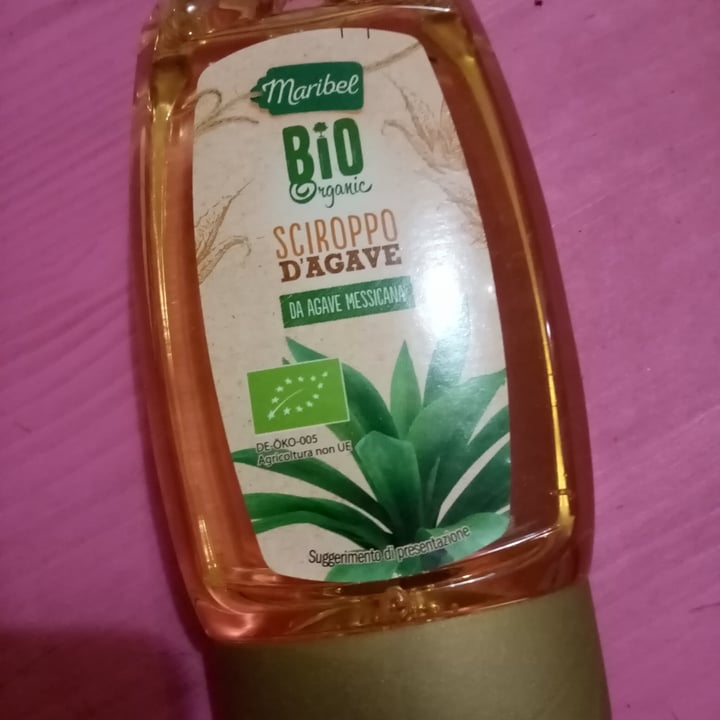 Maribel
BiO
Organic
SCIROPPO
D'AGAVE
DA AGAVE MESSICANA
DE-ÖKO-005
Agricoltura non UE
Suggerimento di presentazione